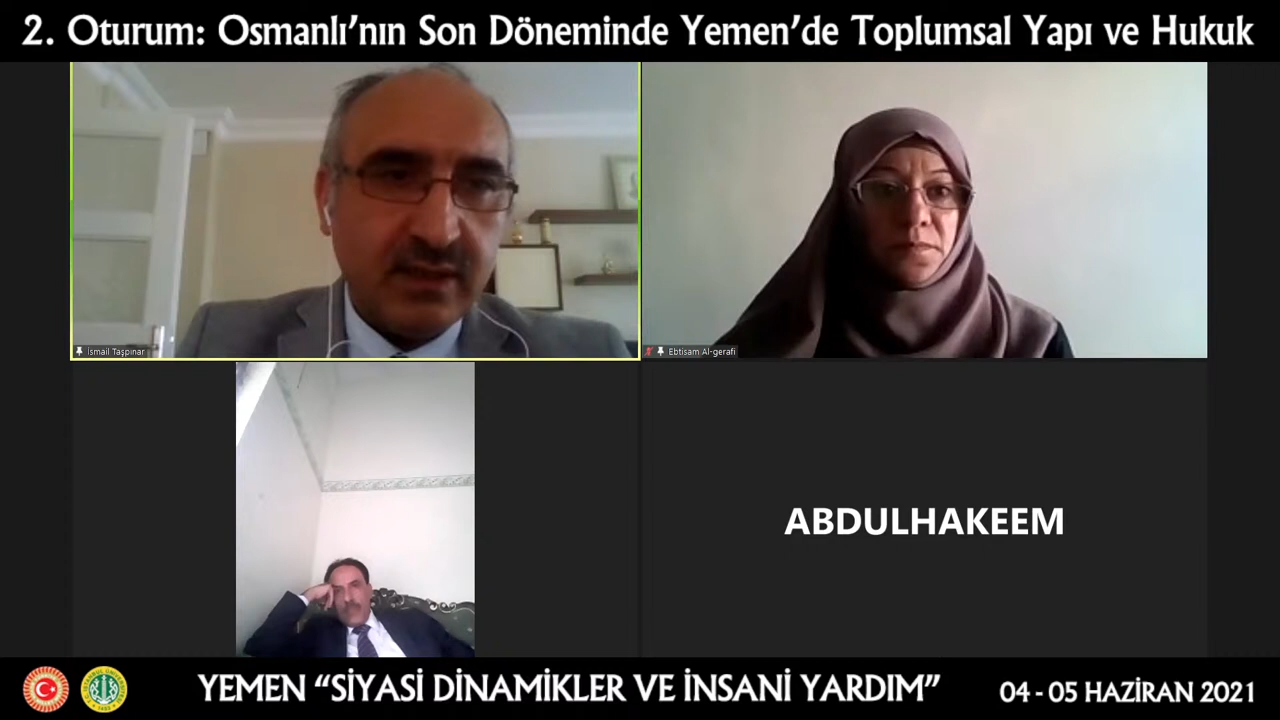 2. Oturum: Osmanlı’nın Son Döneminde Yemen’de Toplumsal Yapı ve Hukuk
İsmail Taşpınar
Ebtisam Al-gerafi
ABDULHAKEEM
YEMEN “SİYASİ DİNAMİKLER VE İNSANİ YARDIM”
04 - 05 HAZİRAN 2021